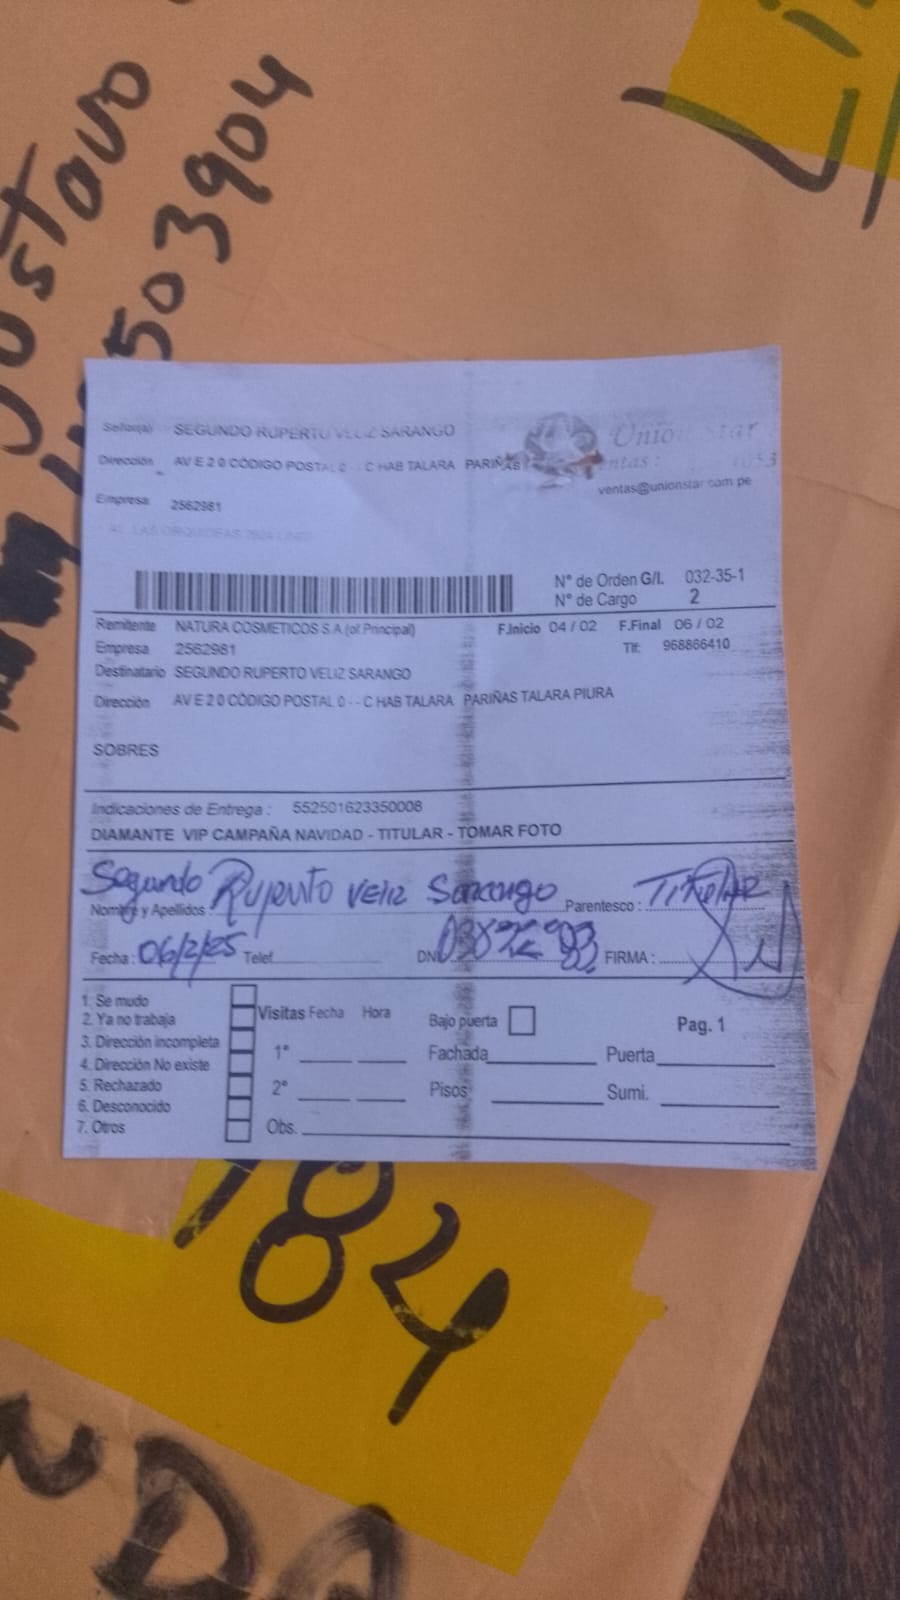 503904
Señor(a) SEGUNDO RUPERTO VELIZ SARANGO
Union Star
Dirección AV E 2 0 CÓDIGO POSTAL 0 - - C HAB TALARA PARIÑAS
ventas@unionstar.com.pe
Empresa 2562981
N° de Orden G/I. 032-35-1
N° de Cargo 2
Remitente NATURA COSMETICOS S.A (of.Principal) F.Inicio 04 / 02 F.Final 06 / 02
Empresa 2562981 Tlf: 968866410
Destinatario SEGUNDO RUPERTO VELIZ SARANGO
Dirección AV E 2 0 CÓDIGO POSTAL 0 - - C HAB TALARA PARIÑAS TALARA PIURA
SOBRES
Indicaciones de Entrega : 552501623350008
DIAMANTE VIP CAMPAÑA NAVIDAD - TITULAR - TOMAR FOTO
Nombre y Apellidos : Segundo Ruperto Veliz Sarango Parentesco : Titular
Fecha : 06/2/25 Telef DNI FIRMA :
1. Se mudo
2. Ya no trabaja
3. Dirección incompleta
4. Dirección No existe
5. Rechazado
6. Desconocido
7. Otros
Visitas Fecha Hora Bajo puerta Pag. 1
1° Fachada Puerta
2° Pisos Sumi.
Obs.
184